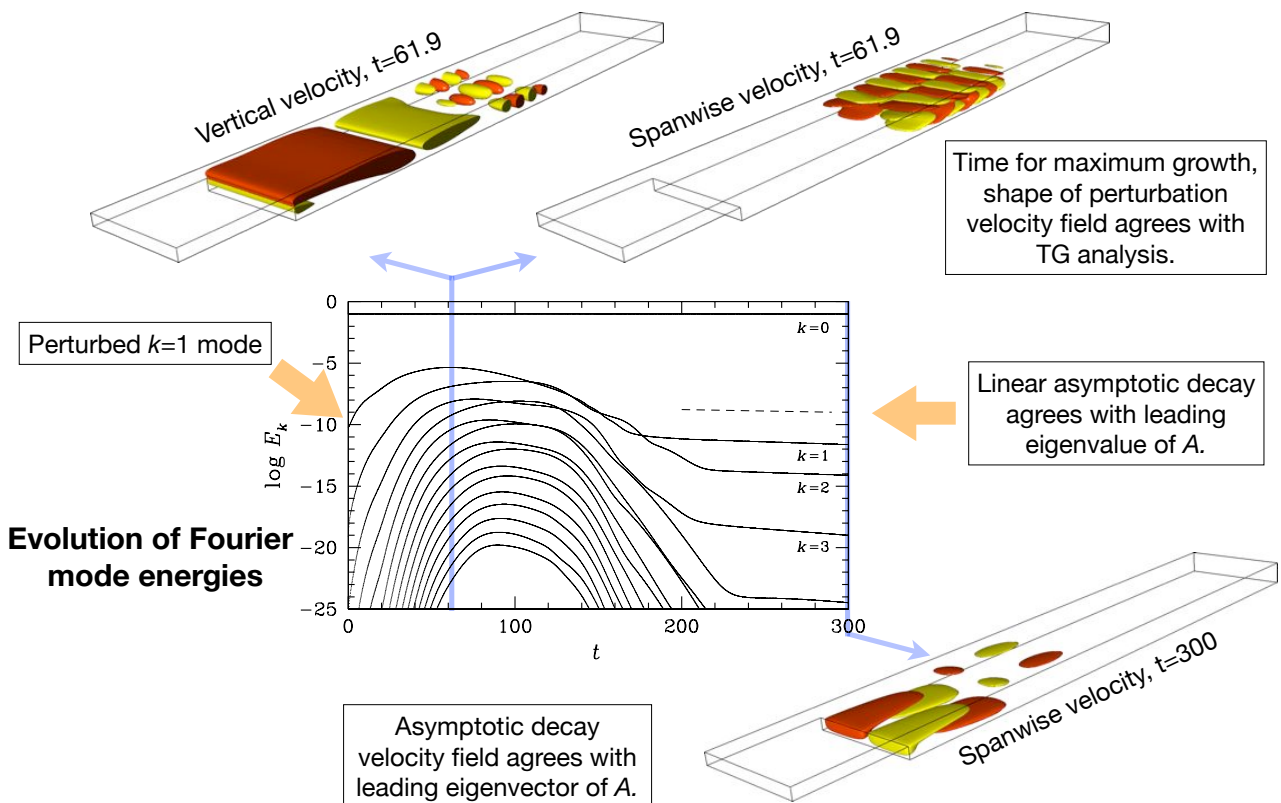 Vertical velocity, t=61.9
Spanwise velocity, t=61.9
Time for maximum growth,
shape of perturbation
velocity field agrees with
TG analysis.
Perturbed k=1 mode
Linear asymptotic decay
agrees with leading
eigenvalue of A.
Evolution of Fourier
mode energies
log E_k
0
−5
−10
−15
−20
−25
k=0
k=1
k=2
k=3
0
100
200
300
t
Asymptotic decay
velocity field agrees with
leading eigenvector of A.
Spanwise velocity, t=300